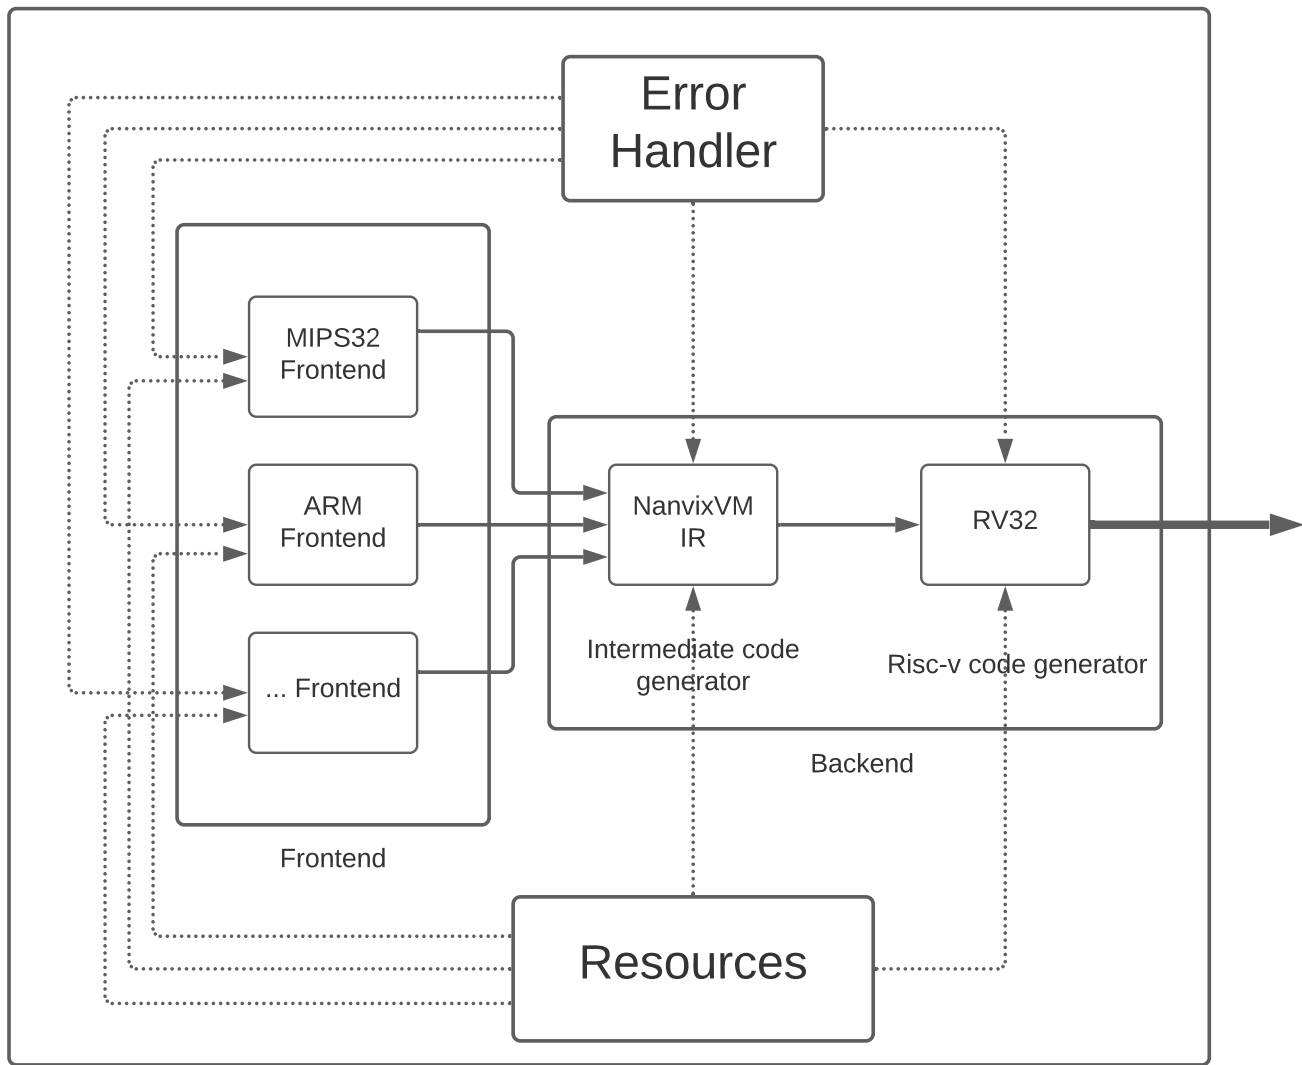 Error
Handler
MIPS32
Frontend
ARM
Frontend
... Frontend
Frontend
NanvixVM
IR
Intermediate code
generator
RV32
Risc-v code generator
Backend
Resources